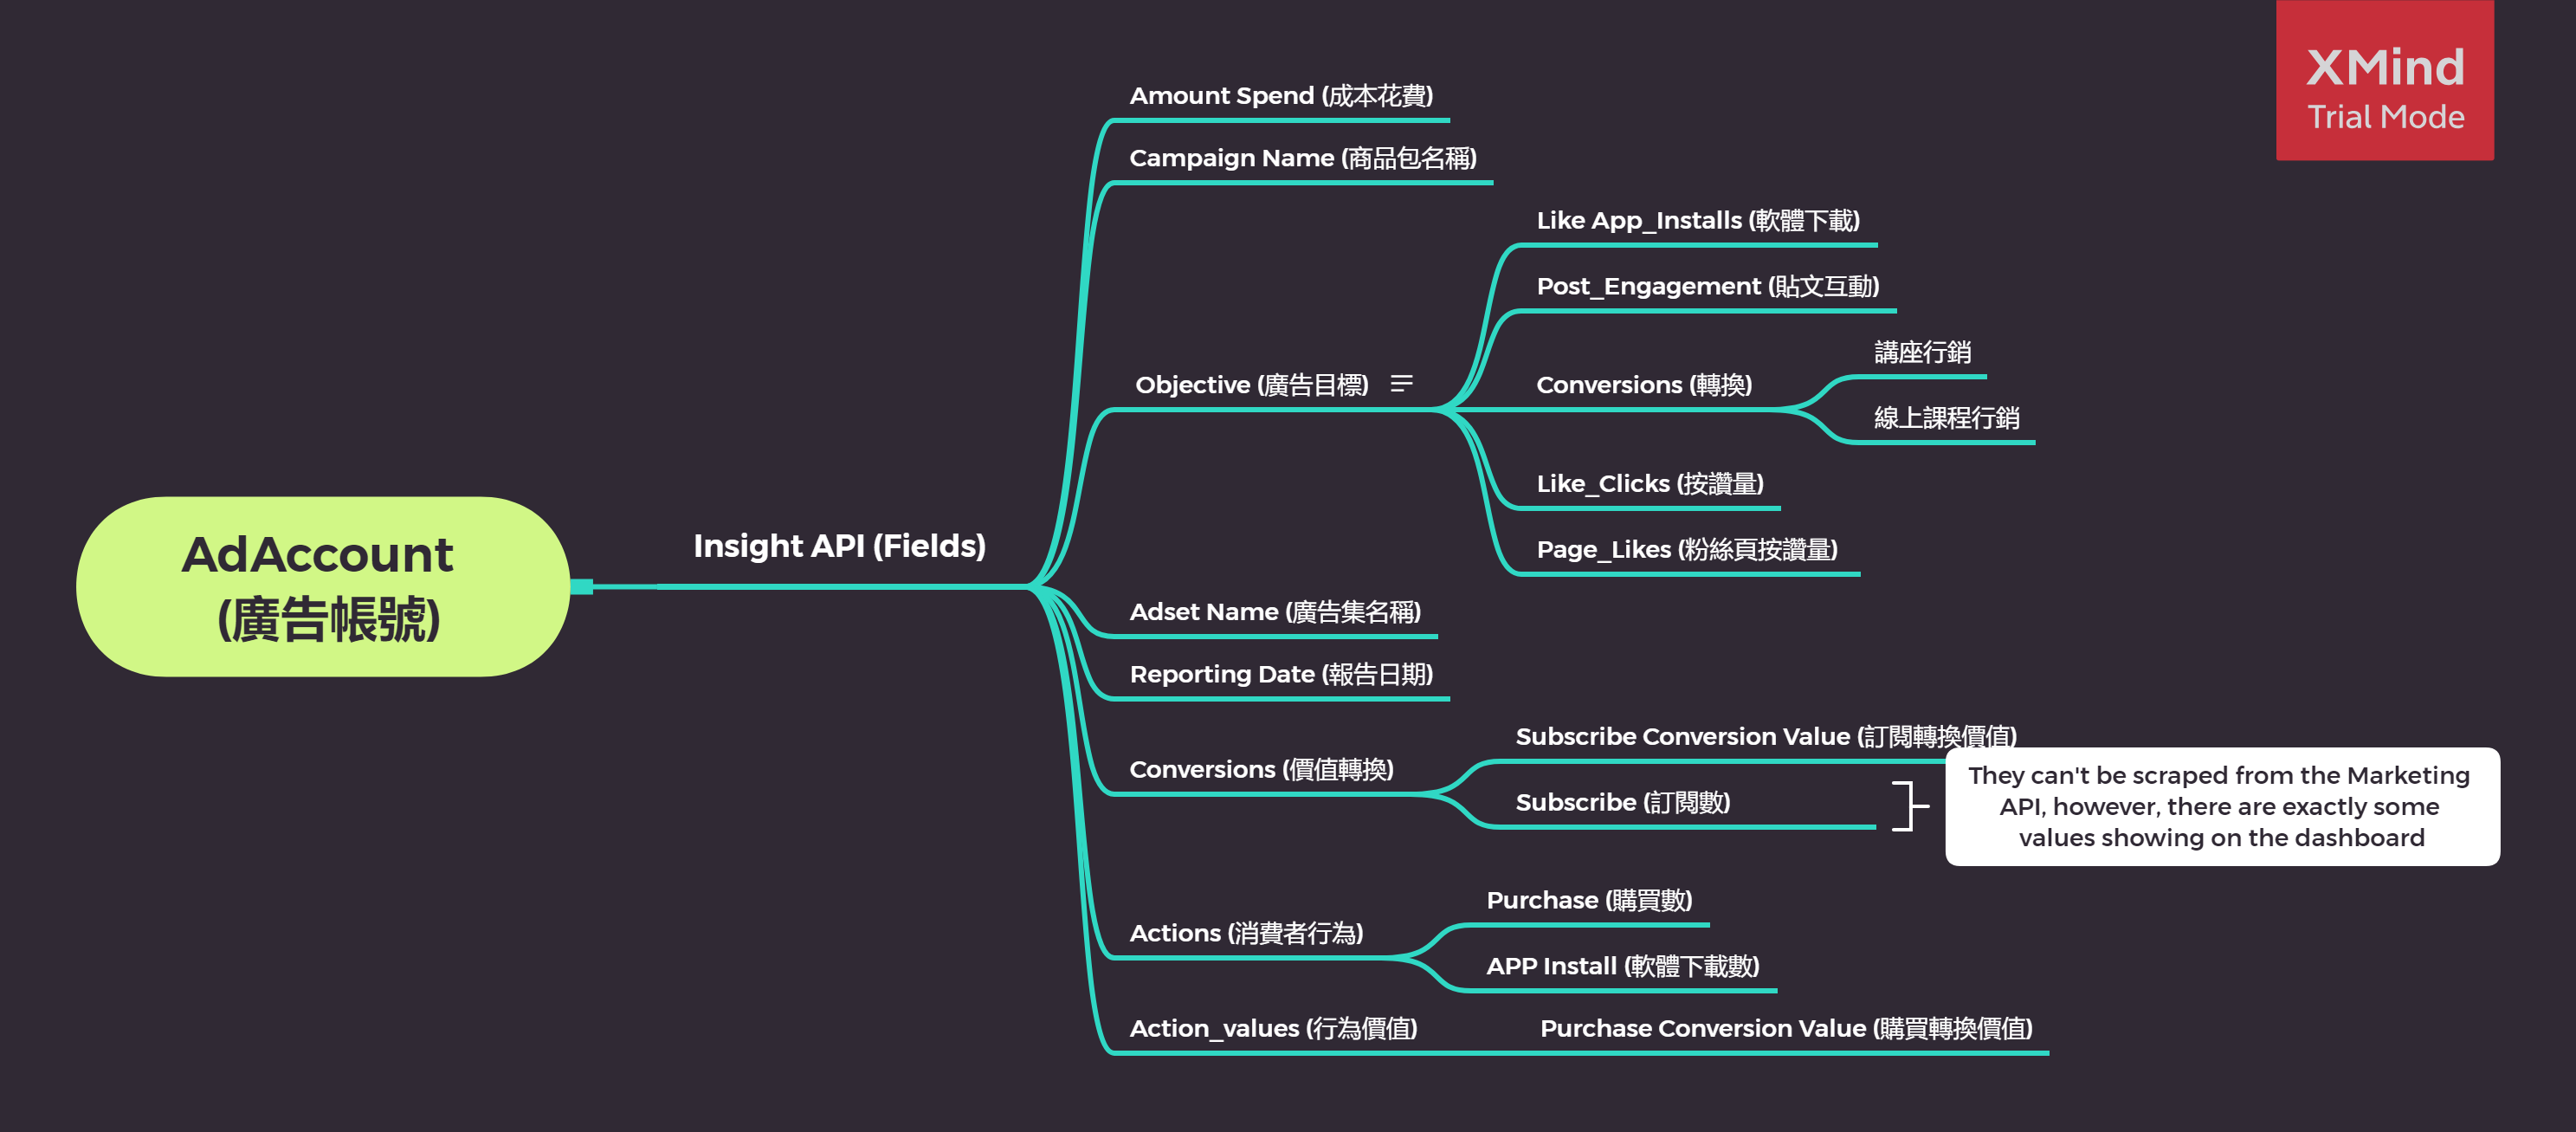 XMind
Trial Mode
Amount Spend (成本花費)
Campaign Name (商品包名稱)
Like App_Installs (軟體下載)
Post_Engagement (貼文互動)
講座行銷
Objective (廣告目標)
Conversions (轉換)
線上課程行銷
Like_Clicks (按讚量)
Page_Likes (粉絲頁按讚量)
AdAccount
(廣告帳號)
Insight API (Fields)
Adset Name (廣告集名稱)
Reporting Date (報告日期)
Subscribe Conversion Value (訂閱轉換價值)
Conversions (價值轉換)
Subscribe (訂閱數)
They can't be scraped from the Marketing
API, however, there are exactly some
values showing on the dashboard
Purchase (購買數)
Actions (消費者行為)
APP Install (軟體下載數)
Action_values (行為價值)
Purchase Conversion Value (購買轉換價值)